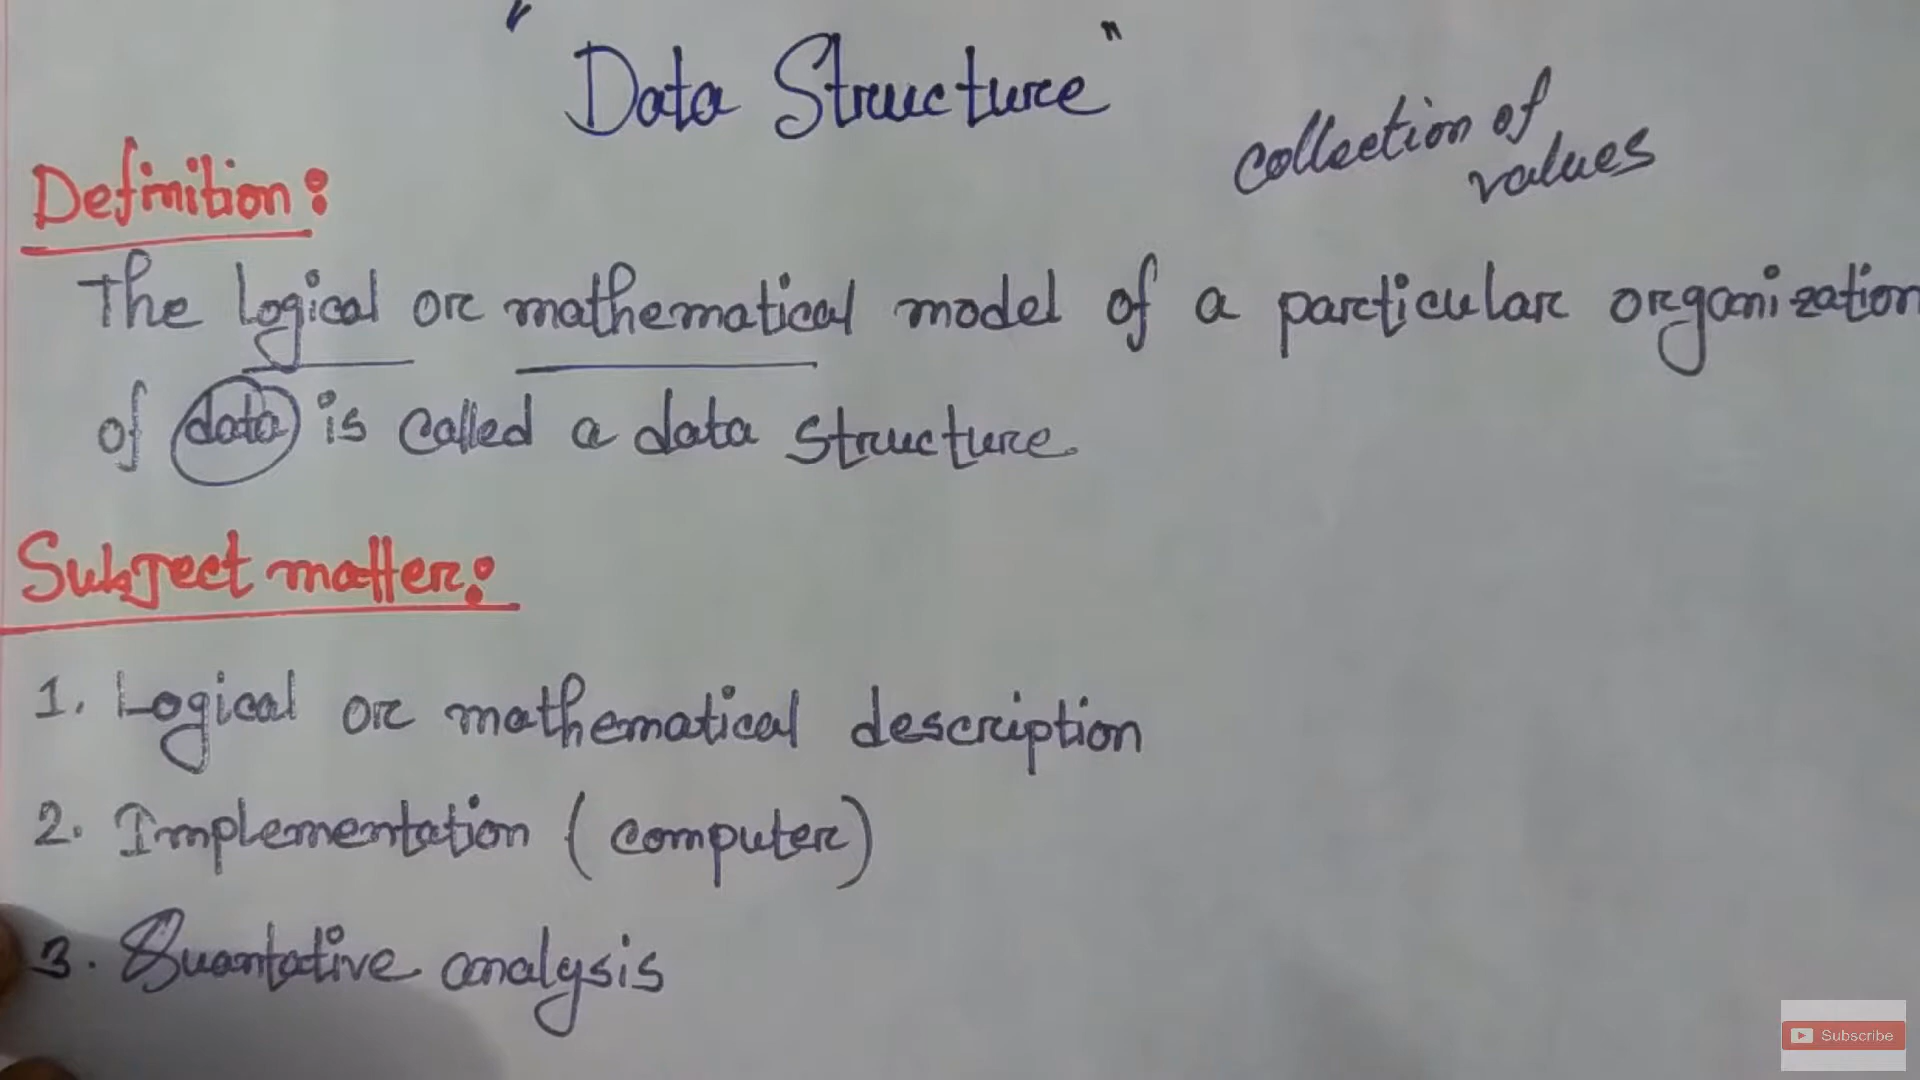 "Data Structure"
collection of
values
Definition:
The Logical or mathematical model of a particular organization
of data is called a data structure.
Subject matter:
1. Logical or mathematical description
2. Implementation (computer)
3. Quantative analysis
Subscribe